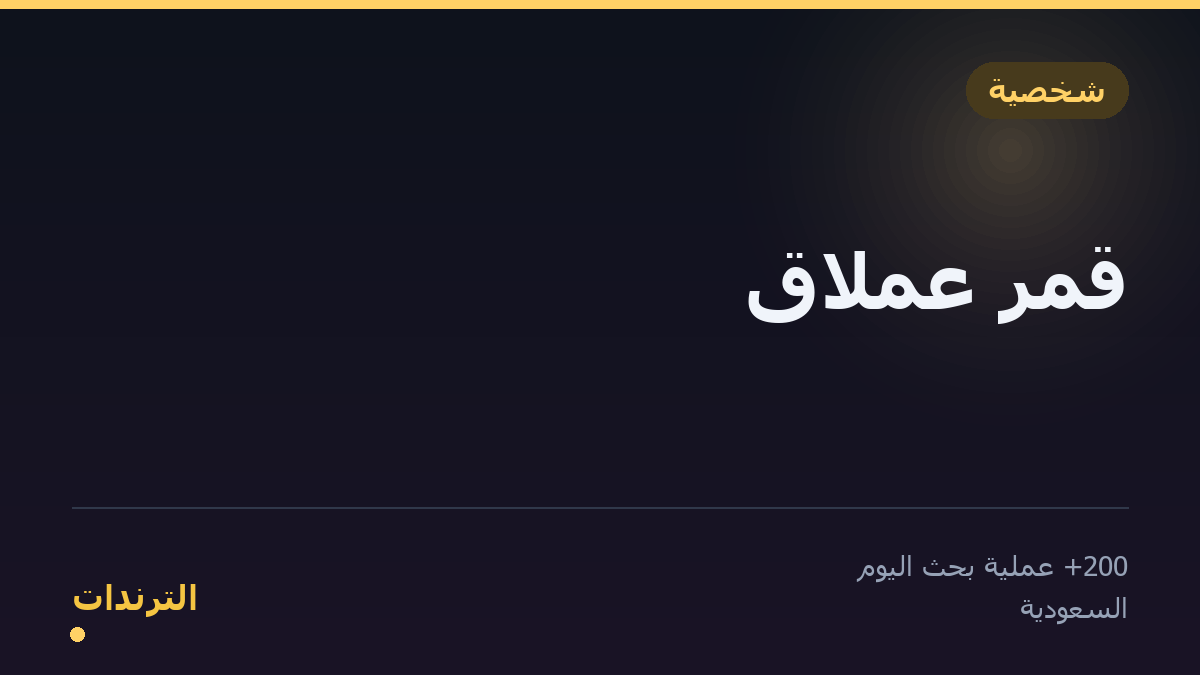 شخصية
قمر عملاق
+200 عملية بحث اليوم
السعودية
الترندات